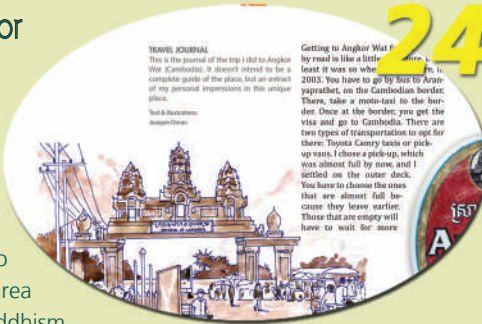 or
24
TRAVEL JOURNAL
This is the journal of the trip I did to Angkor
Wat (Cambodia). It doesn't intend to be a
complete guide of the place, but an extract
of my personal impressions in this unique
place.
Text & Illustrations:
Getting to Angkor Wat
by road is like a little
least it was so
2003. You have to go by bus to Aran-
yaprathet, on the Cambodian border.
There, take a moto-taxi to the bor-
der. Once at the border, you get the
visa and go to Cambodia. There are
two types of transportation to opt for
there: Toyota Camry taxis or pick-
up vans. I chose a pick-up, which
was almost full by now, and I
settled on the outer deck.
You have to choose the ones
that are almost full be-
cause they leave earlier.
Those that are empty will
have to wait for more
KINGDOM OF CAMBODIA
A
o
rea
ddhism